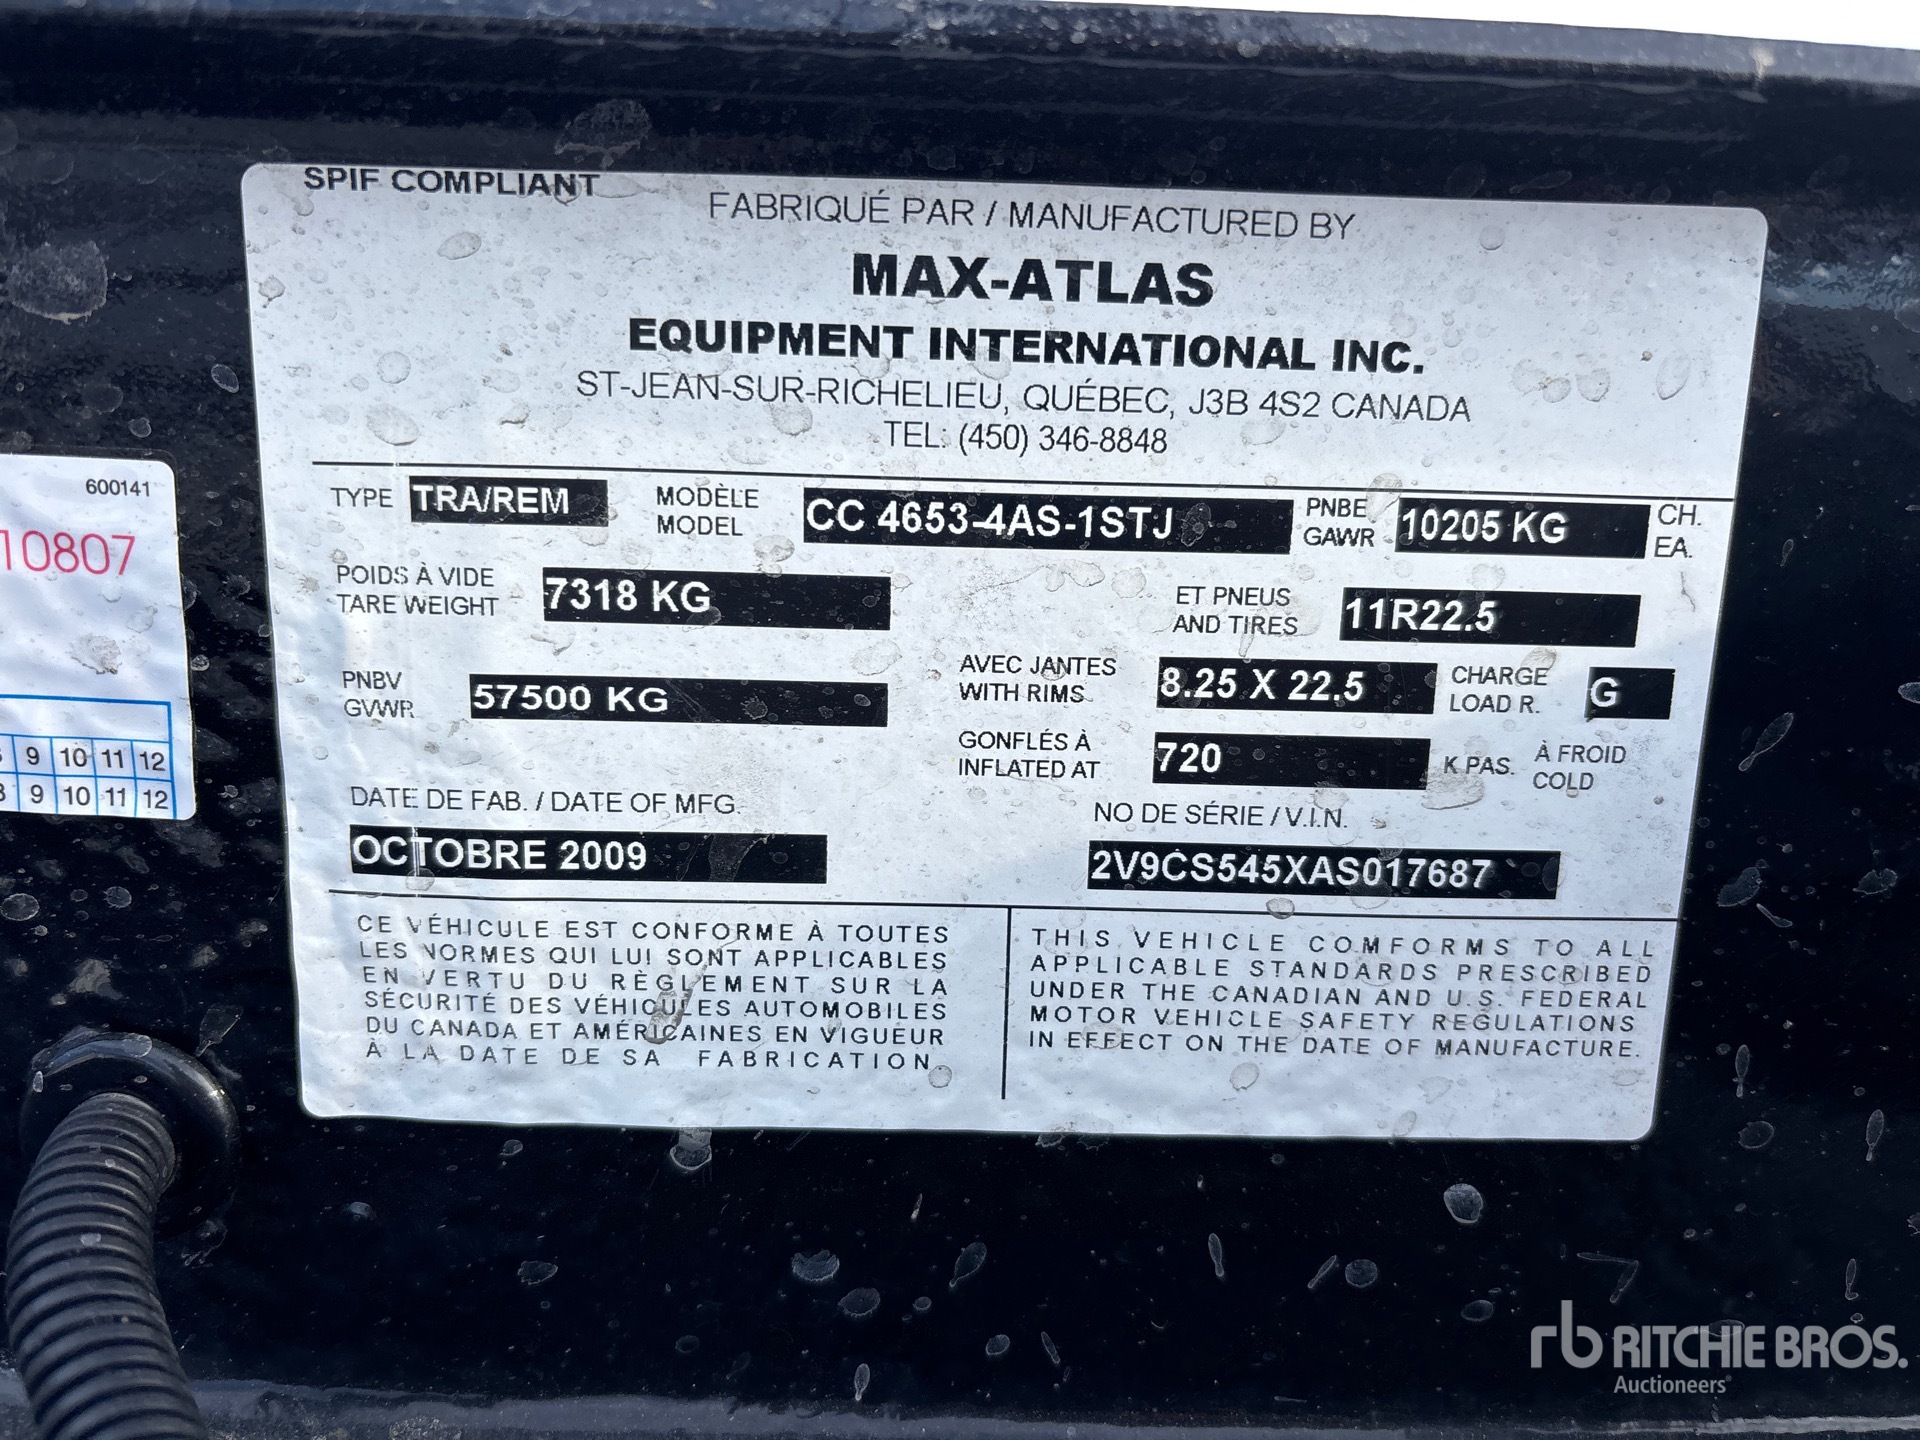 SPIF COMPLIANT
FABRIQUÉ PAR / MANUFACTURED BY
MAX-ATLAS
EQUIPMENT INTERNATIONAL INC.
ST-JEAN-SUR-RICHELIEU, QUÉBEC, J3B 4S2 CANADA
TEL: (450) 346-8848
TYPE TRA/REM MODÈLE MODEL CC 4653-4AS-1STJ PNBE GAWR 10205 KG CH. EA.
POIDS À VIDE TARE WEIGHT 7318 KG ET PNEUS AND TIRES 11R22.5
PNBV GVWR 57500 KG AVEC JANTES WITH RIMS 8.25 X 22.5 CHARGE LOAD R. G
GONFLÉS À INFLATED AT 720 K PAS. À FROID COLD
DATE DE FAB. / DATE OF MFG. NO DE SÉRIE / V.I.N.
OCTOBRE 2009 2V9CS545XAS017687
CE VÉHICULE EST CONFORME À TOUTES
LES NORMES QUI LUI SONT APPLICABLES
EN VERTU DU RÈGLEMENT SUR LA
SÉCURITÉ DES VÉHICULES AUTOMOBILES
DU CANADA ET AMÉRICAINES EN VIGUEUR
À LA DATE DE SA FABRICATION.
THIS VEHICLE COMFORMS TO ALL
APPLICABLE STANDARDS PRESCRIBED
UNDER THE CANADIAN AND U.S. FEDERAL
MOTOR VEHICLE SAFETY REGULATIONS
IN EFFECT ON THE DATE OF MANUFACTURE.
600141
10807
9 10 11 12
9 10 11 12
rb RITCHIE BROS.
Auctioneers